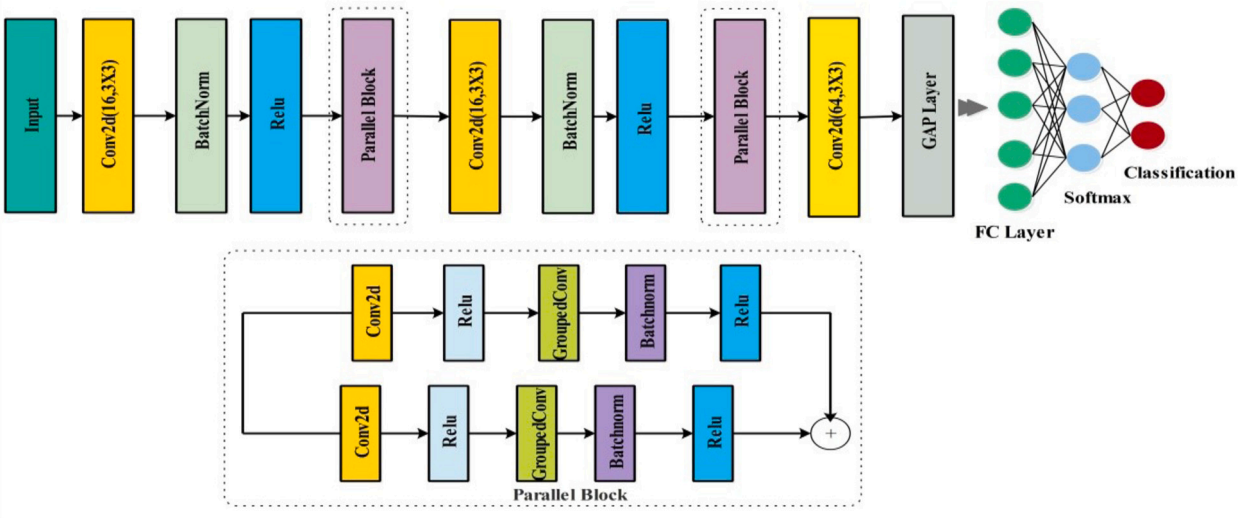 Input
Conv2d(16,3X3)
BatchNorm
Relu
Parallel Block
Conv2d(16,3X3)
BatchNorm
Relu
Parallel Block
Conv2d(64,3X3)
GAP Layer
FC Layer
Softmax
Classification
Conv2d
Relu
GroupedConv
Batchnorm
Relu
Conv2d
Relu
GroupedConv
Batchnorm
Relu
+
Parallel Block